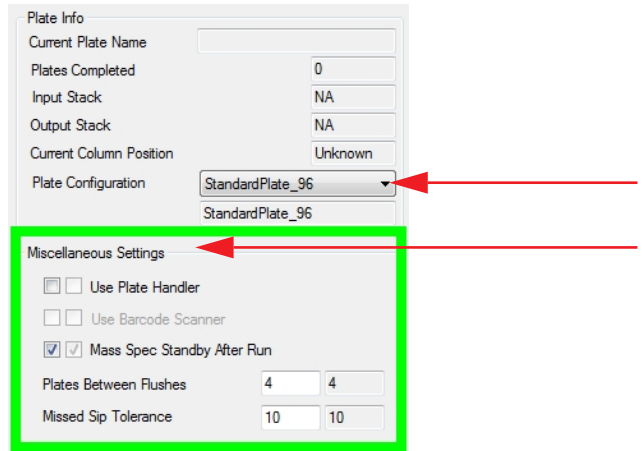 Plate Info
Current Plate Name
Plates Completed 0
Input Stack NA
Output Stack NA
Current Column Position Unknown
Plate Configuration StandardPlate_96
StandardPlate_96
Miscellaneous Settings
Use Plate Handler
Use Barcode Scanner
Mass Spec Standby After Run
Plates Between Flushes 4 4
Missed Sip Tolerance 10 10